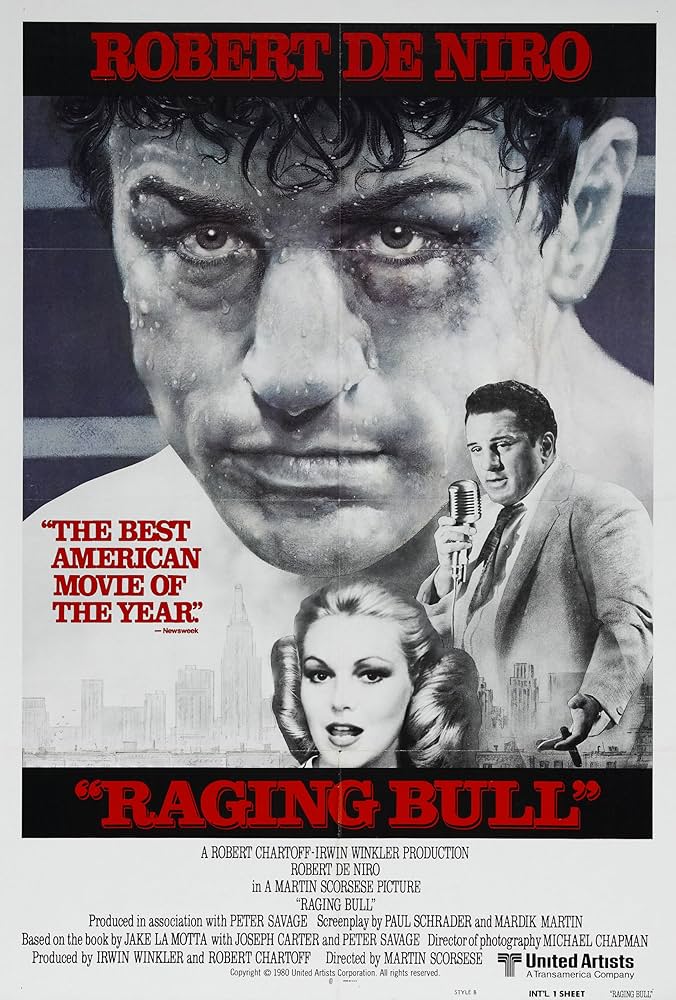 ROBERT DE NIRO
“THE BEST
AMERICAN
MOVIE OF
THE YEAR.”
— Newsweek
“RAGING BULL”
A ROBERT CHARTOFF-IRWIN WINKLER PRODUCTION
ROBERT DE NIRO
in A MARTIN SCORSESE PICTURE
“RAGING BULL”
Produced in association with PETER SAVAGE Screenplay by PAUL SCHRADER and MARDIK MARTIN
Based on the book by JAKE LA MOTTA with JOSEPH CARTER and PETER SAVAGE Director of photography MICHAEL CHAPMAN
Produced by IRWIN WINKLER and ROBERT CHARTOFF Directed by MARTIN SCORSESE
United Artists
A Transamerica Company
Copyright © 1980 United Artists Corporation. All rights reserved.
STYLE B
INT'L 1 SHEET
"RAGING BULL"